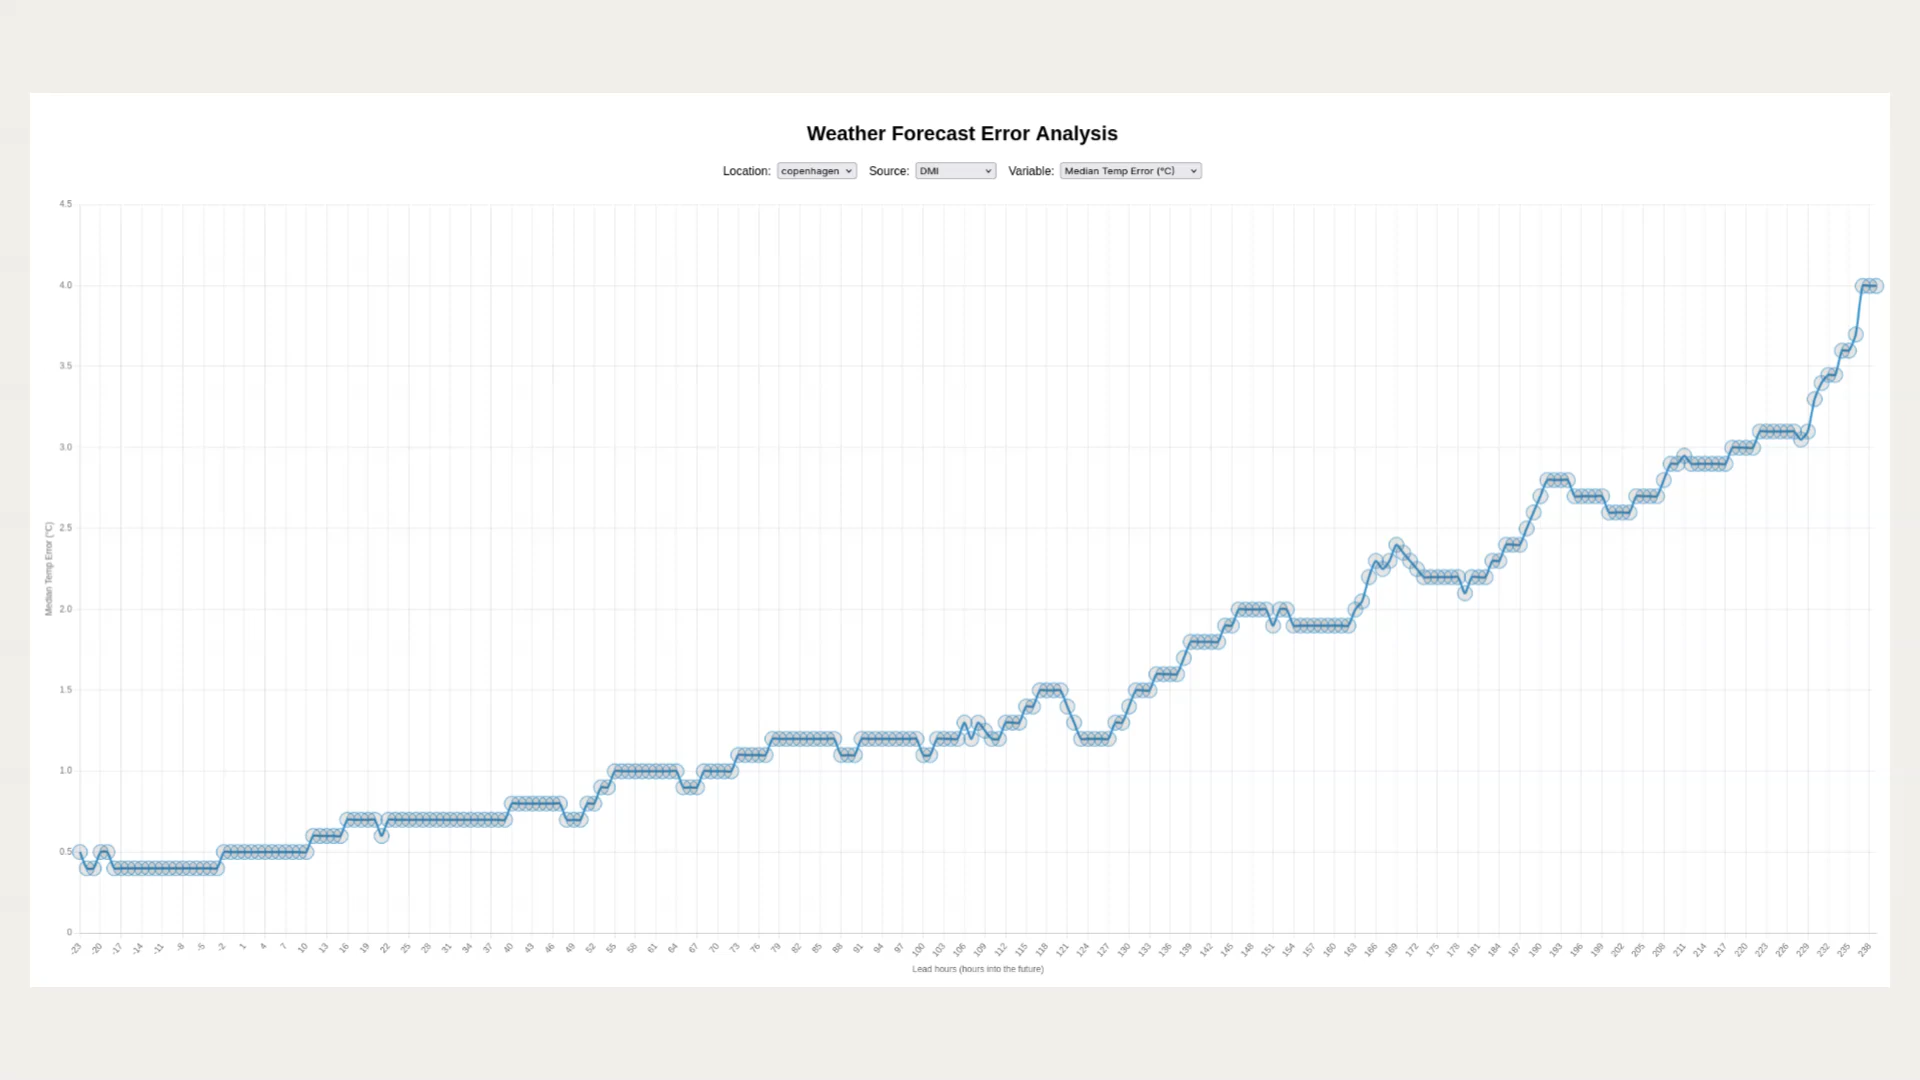 Weather Forecast Error Analysis
Location: copenhagen Source: DMI Variable: Median Temp Error (°C)
4.5
4.0
3.5
3.0
2.5
2.0
1.5
1.0
0.5
0
Median Temp Error (°C)
-23 -20 -17 -14 -11 -8 -5 -2 1 4 7 10 13 16 19 22 25 28 31 34 37 40 43 46 49 52 55 58 61 64 67 70 73 76 79 82 85 88 91 94 97 100 103 106 109 112 115 118 121 124 127 130 133 136 139 142 145 148 151 154 157 160 163 166 169 172 175 178 181 184 187 190 193 196 199 202 205 208 211 214 217 220 223 226 229 232 235 238
Lead hours (hours into the future)